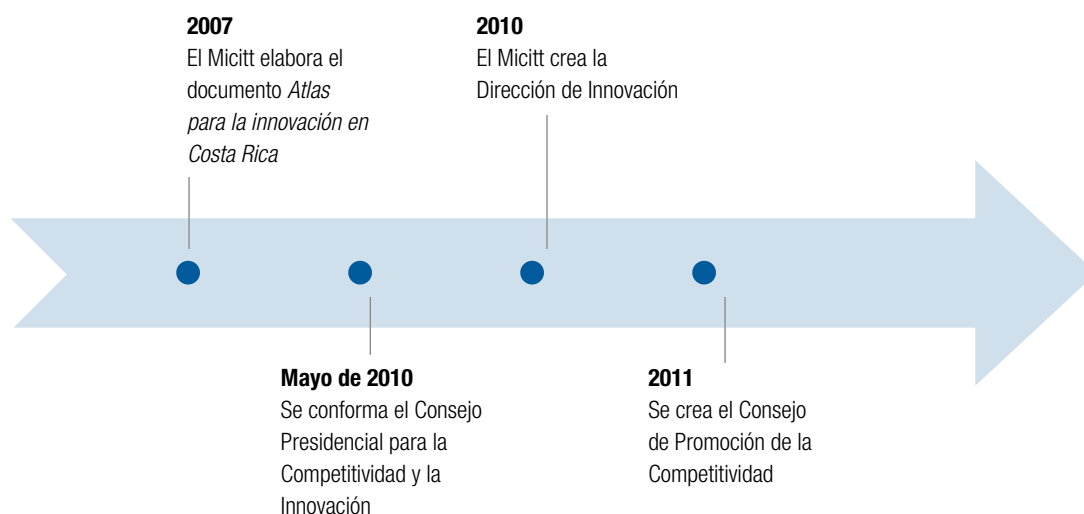 2007
El Micitt elabora el
documento Atlas
para la innovación en
Costa Rica
Mayo de 2010
Se conforma el Consejo
Presidencial para la
Competitividad y la
Innovación
2010
El Micitt crea la
Dirección de Innovación
2011
Se crea el Consejo
de Promoción de la
Competitividad